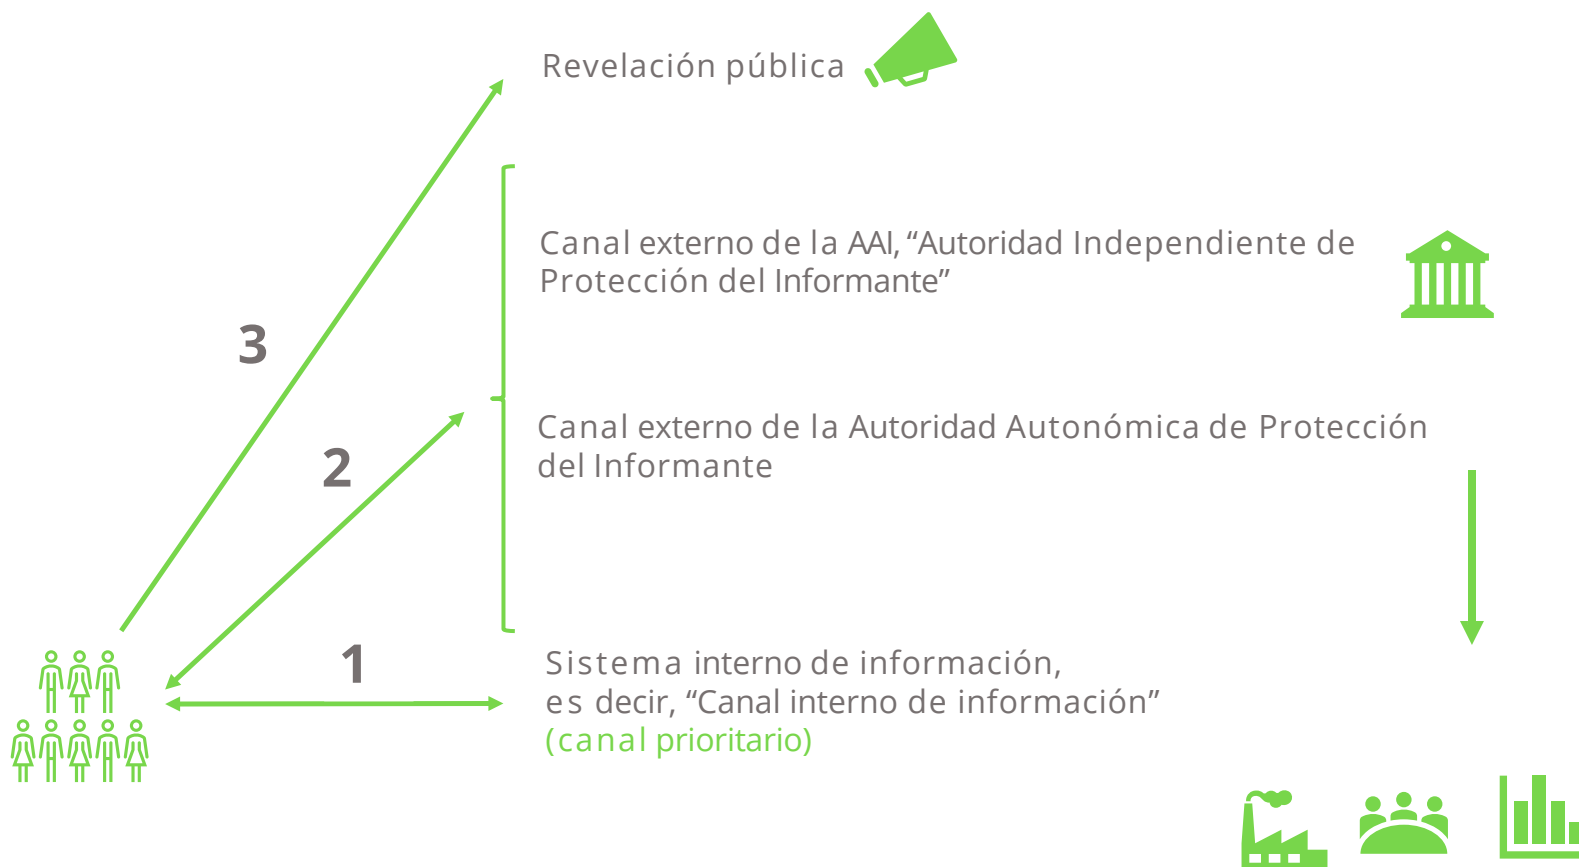 Revelación pública
Canal externo de la AAI, “Autoridad Independiente de
Protección del Informante”
3
Canal externo de la Autoridad Autonómica de Protección
del Informante
2
1
Sistema interno de información,
es decir, “Canal interno de información”
(canal prioritario)